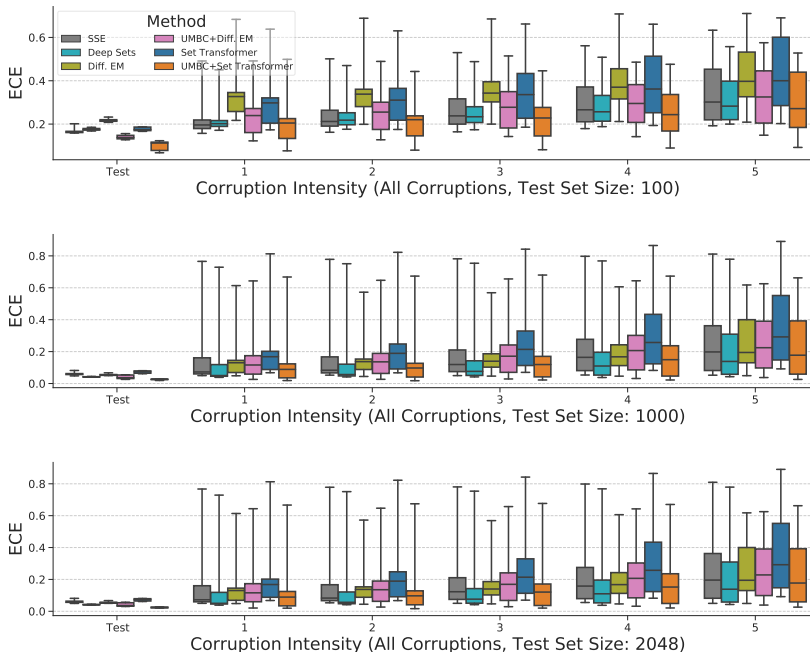 Method
SSE
Deep Sets
Diff. EM
UMBC+Diff. EM
Set Transformer
UMBC+Set Transformer
ECE
0.6
0.4
0.2
Test 1 2 3 4 5
Corruption Intensity (All Corruptions, Test Set Size: 100)
ECE
0.8
0.6
0.4
0.2
0.0
Test 1 2 3 4 5
Corruption Intensity (All Corruptions, Test Set Size: 1000)
ECE
0.8
0.6
0.4
0.2
0.0
Test 1 2 3 4 5
Corruption Intensity (All Corruptions, Test Set Size: 2048)